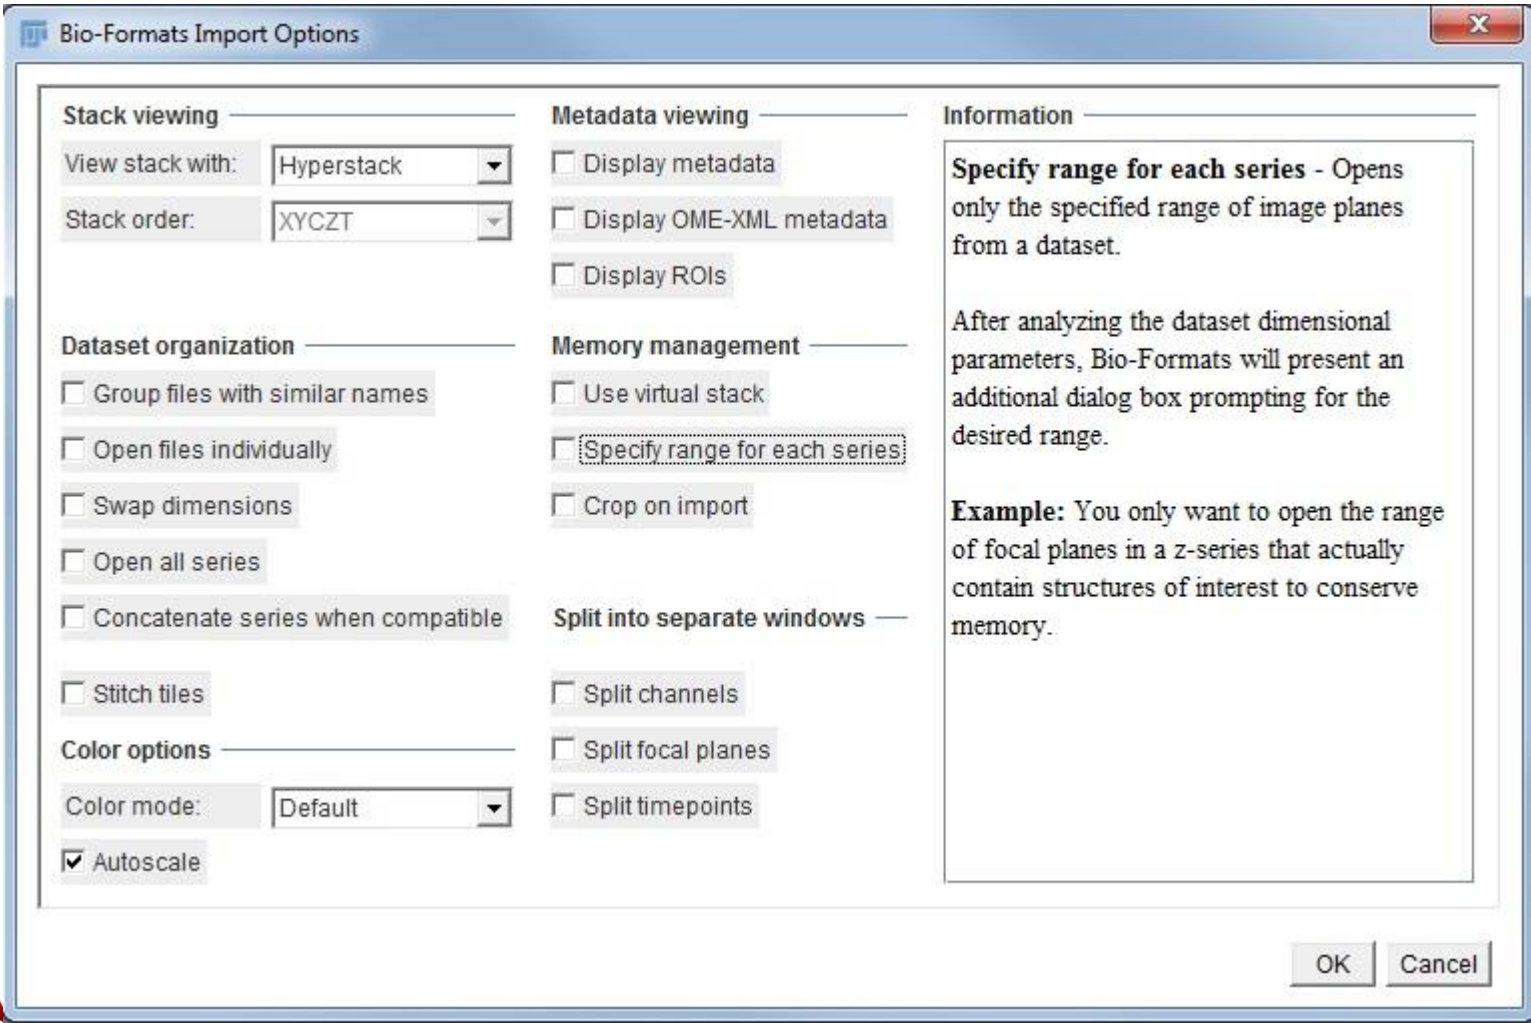 Bio-Formats Import Options
Stack viewing
View stack with:
Hyperstack
Stack order:
XYCZT
Dataset organization
Group files with similar names
Open files individually
Swap dimensions
Open all series
Concatenate series when compatible
Stitch tiles
Color options
Color mode:
Default
Autoscale
Metadata viewing
Display metadata
Display OME-XML metadata
Display ROIs
Memory management
Use virtual stack
Specify range for each series
Crop on import
Split into separate windows
Split channels
Split focal planes
Split timepoints
Information
Specify range for each series - Opens
only the specified range of image planes
from a dataset.
After analyzing the dataset dimensional
parameters, Bio-Formats will present an
additional dialog box prompting for the
desired range.
Example: You only want to open the range
of focal planes in a z-series that actually
contain structures of interest to conserve
memory.
OK
Cancel